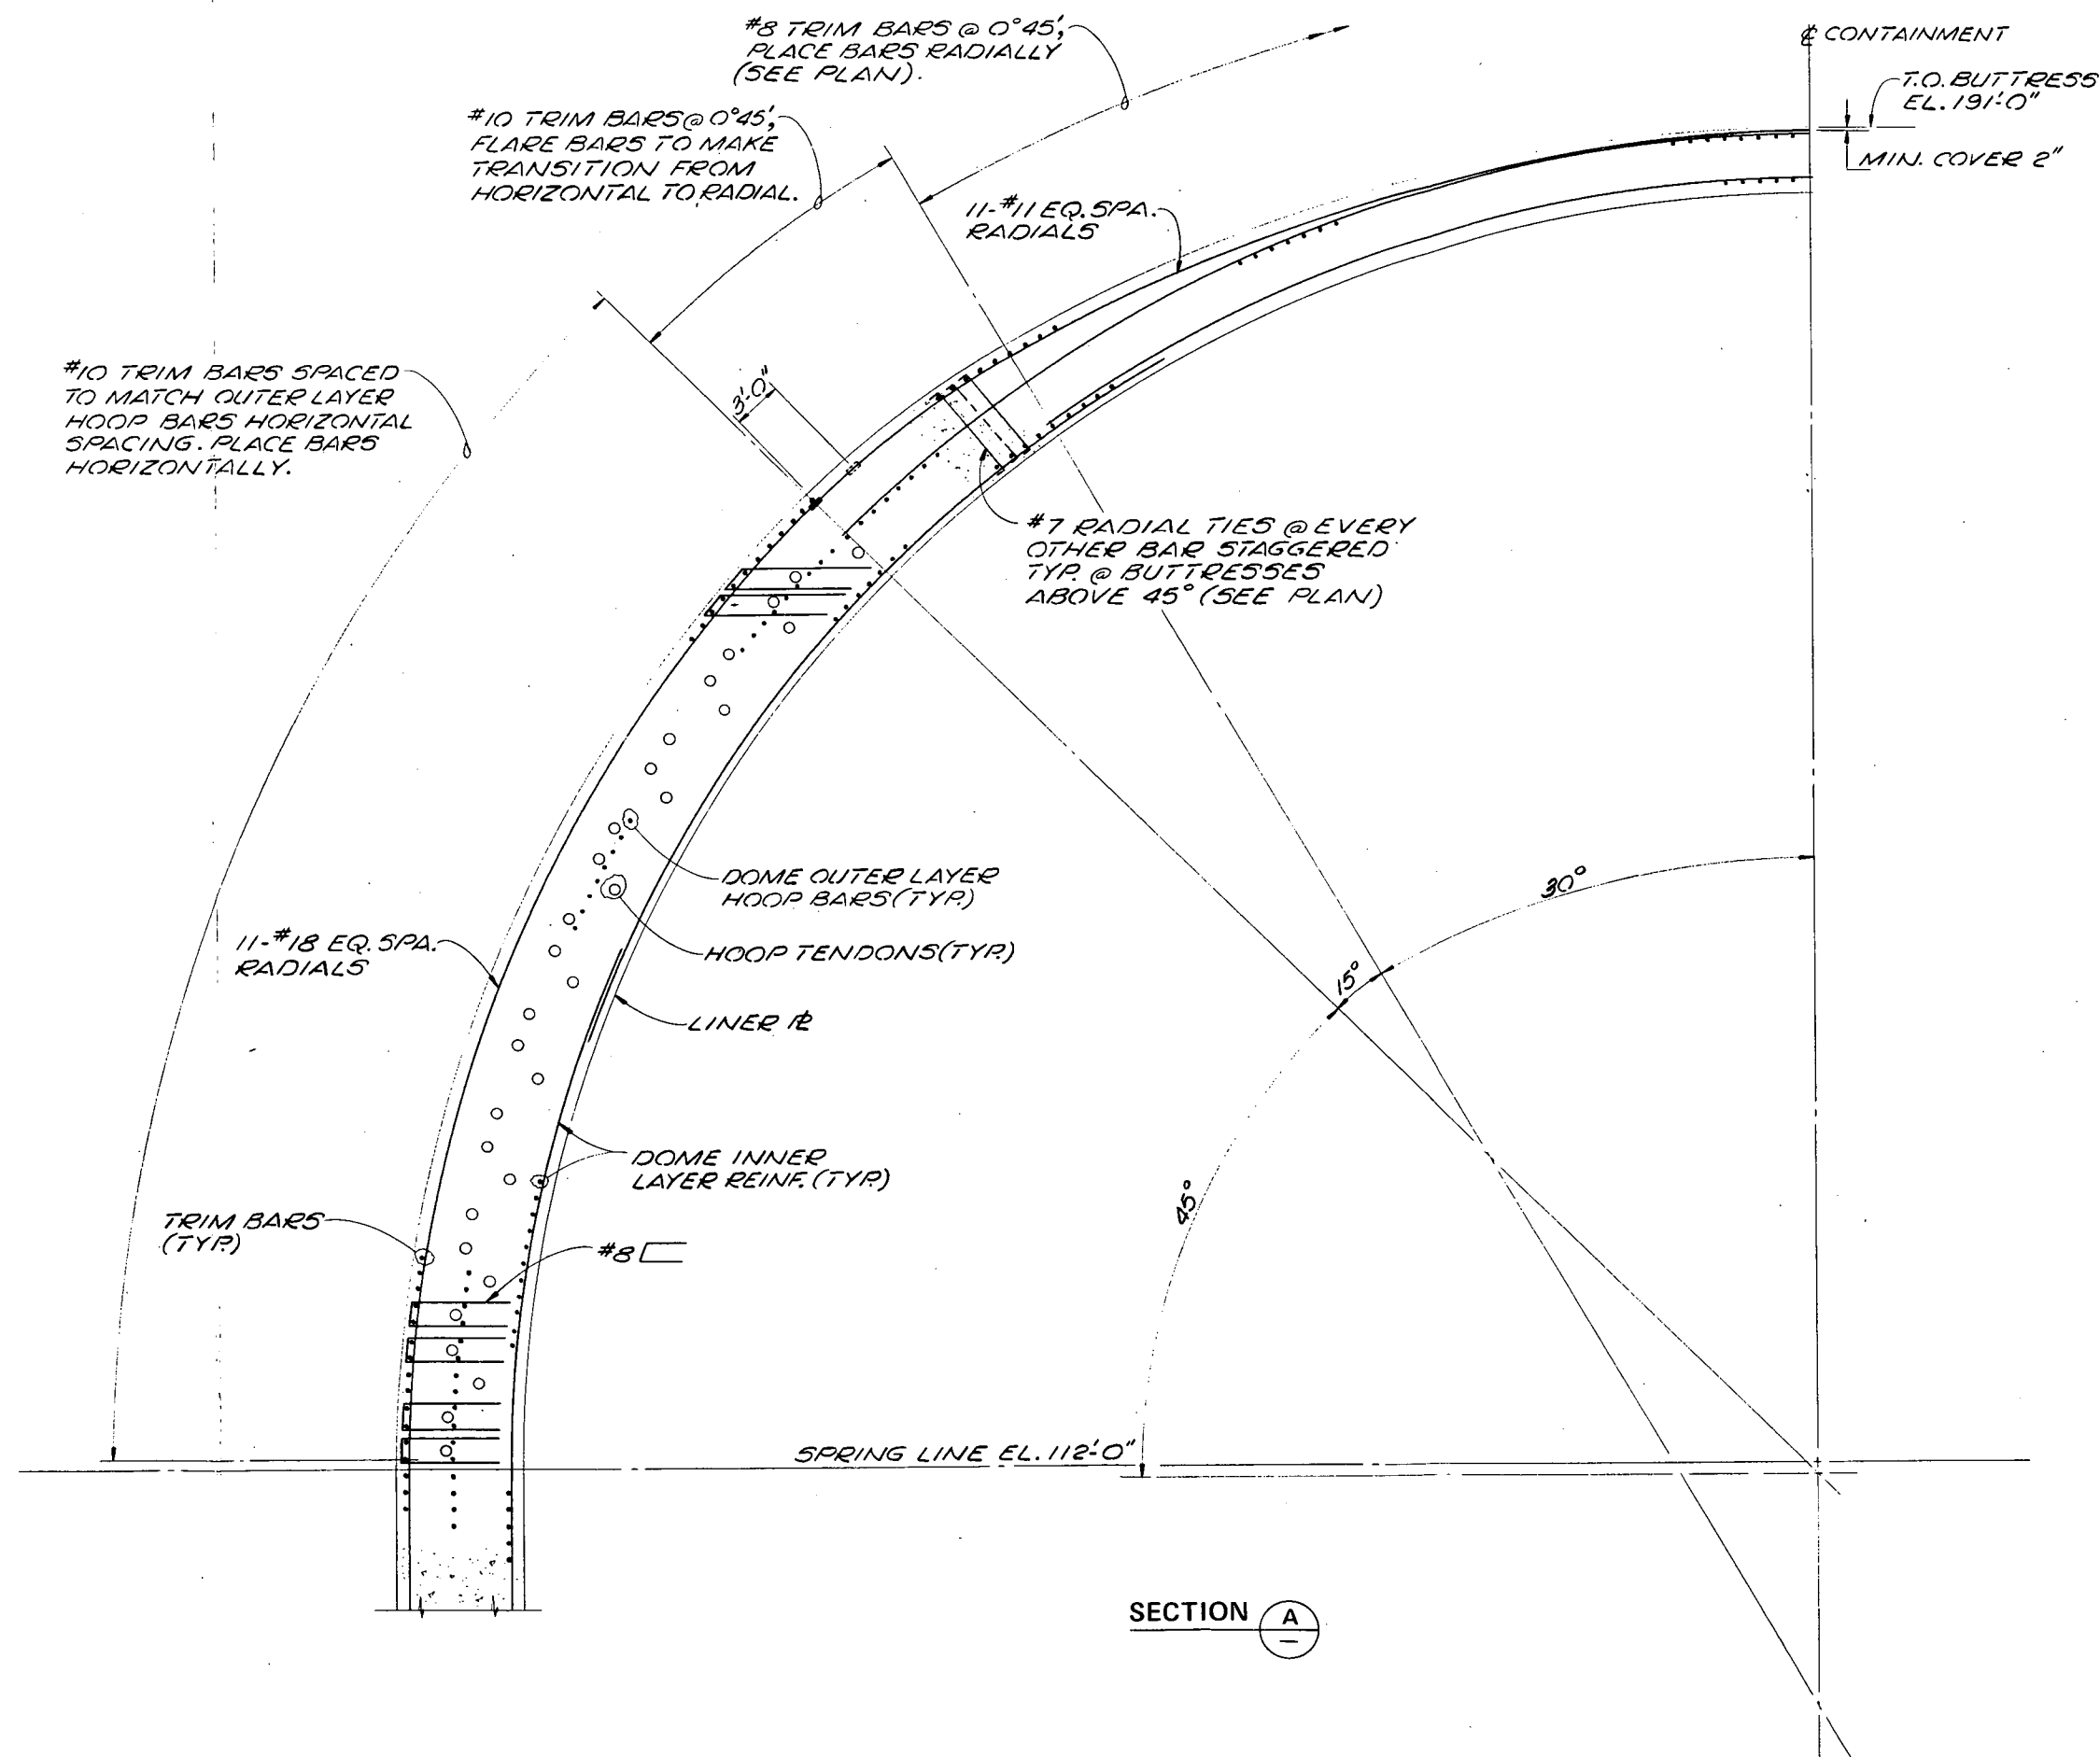 #8 TRIM BARS @ 0°45',
PLACE BARS RADIALLY
(SEE PLAN).
℄ CONTAINMENT
T.O. BUTTRESS
EL. 191'-0"
MIN. COVER 2"
#10 TRIM BARS @ 0°45',
FLARE BARS TO MAKE
TRANSITION FROM
HORIZONTAL TO RADIAL.
11-#11 EQ. SPA.
RADIALS
#10 TRIM BARS SPACED
TO MATCH OUTER LAYER
HOOP BARS HORIZONTAL
SPACING. PLACE BARS
HORIZONTALLY.
3'-0"
#7 RADIAL TIES @ EVERY
OTHER BAR STAGGERED
TYP. @ BUTTRESSES
ABOVE 45° (SEE PLAN)
DOME OUTER LAYER
HOOP BARS (TYP.)
30°
11-#18 EQ. SPA.
RADIALS
HOOP TENDONS (TYP.)
15°
LINER ⅊
DOME INNER
LAYER REINF. (TYP.)
45°
TRIM BARS
(TYP.)
#8
SPRING LINE EL. 112'-0"
SECTION A